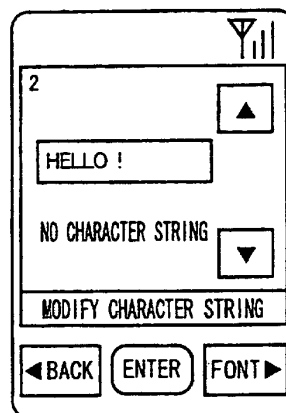 2
▲
HELLO !
NO CHARACTER STRING
▼
MODIFY CHARACTER STRING
◀BACK ENTER FONT▶